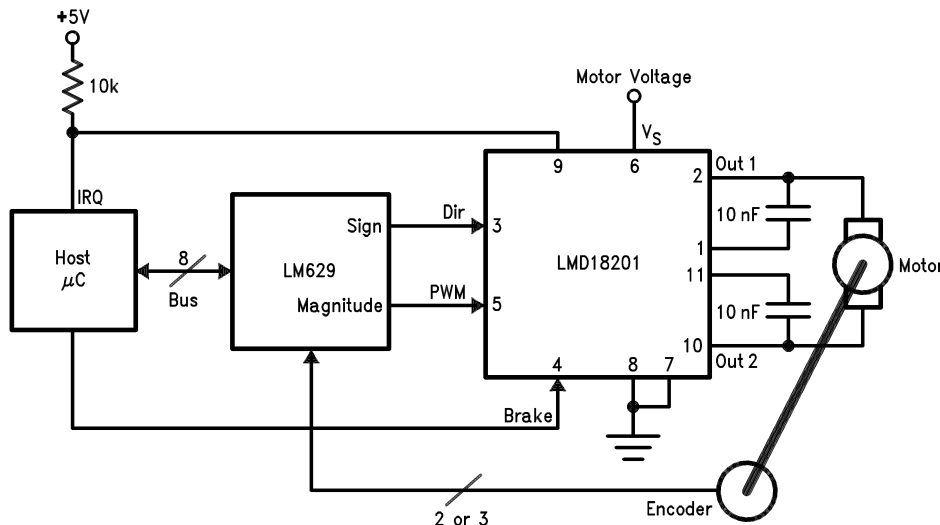 +5V
10k
Motor Voltage
VS
9
6
2
Out 1
IRQ
Host
μC
8
Bus
LM629
Sign
Magnitude
Dir
PWM
3
5
LMD18201
10 nF
1
11
10 nF
10
Out 2
Motor
4
8
7
Brake
Encoder
2 or 3